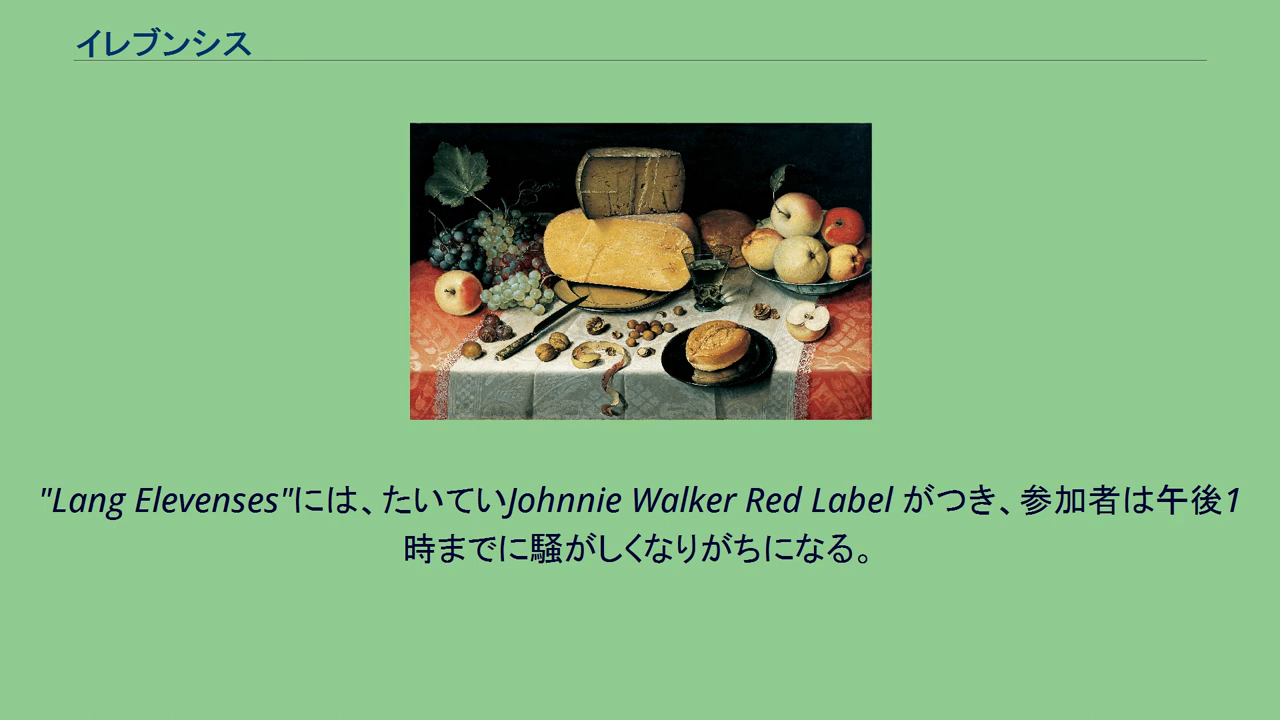 イレブンシス
"Lang Elevenses"には、たいていJohnnie Walker Red Label がつき、参加者は午後1
時までに騒がしくなりがちになる。